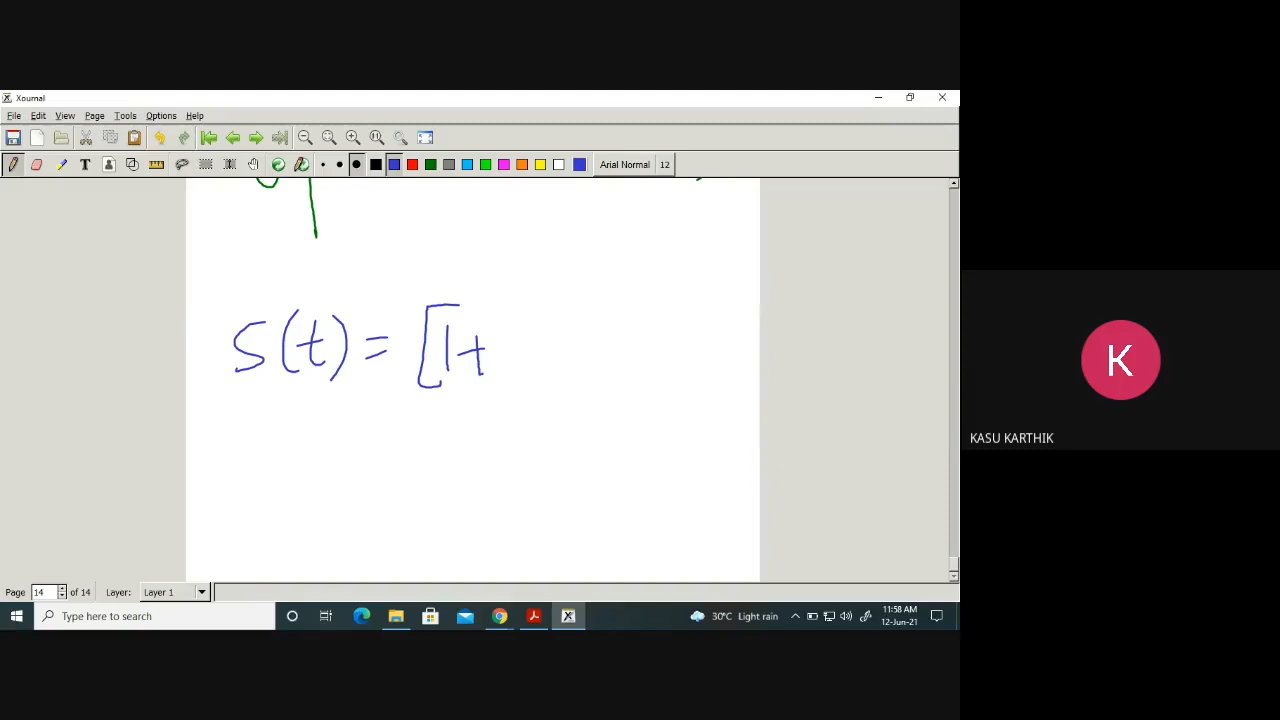 Xournal
File Edit View Page Tools Options Help
T Arial Normal 12
S(t) = [1+
K
KASU KARTHIK
Page 14 of 14 Layer: Layer 1
Type here to search 30°C Light rain 11:58 AM
12-Jun-21